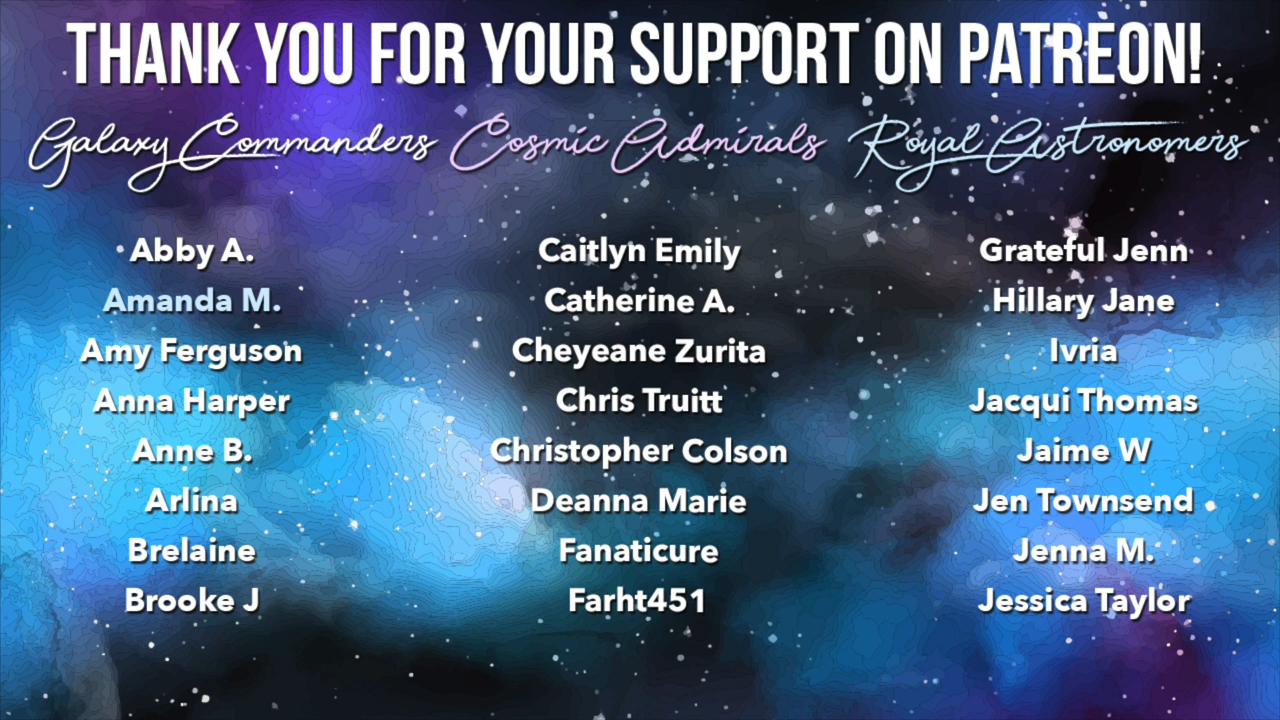 THANK YOU FOR YOUR SUPPORT ON PATREON!
Galaxy Commanders Cosmic Admirals Royal Astronomers
Abby A. Caitlyn Emily Grateful Jenn
Amanda M. Catherine A. Hillary Jane
Amy Ferguson Cheyeane Zurita Ivria
Anna Harper Chris Truitt Jacqui Thomas
Anne B. Christopher Colson Jaime W
Arlina Deanna Marie Jen Townsend
Brelaine Fanaticure Jenna M.
Brooke J Farht451 Jessica Taylor